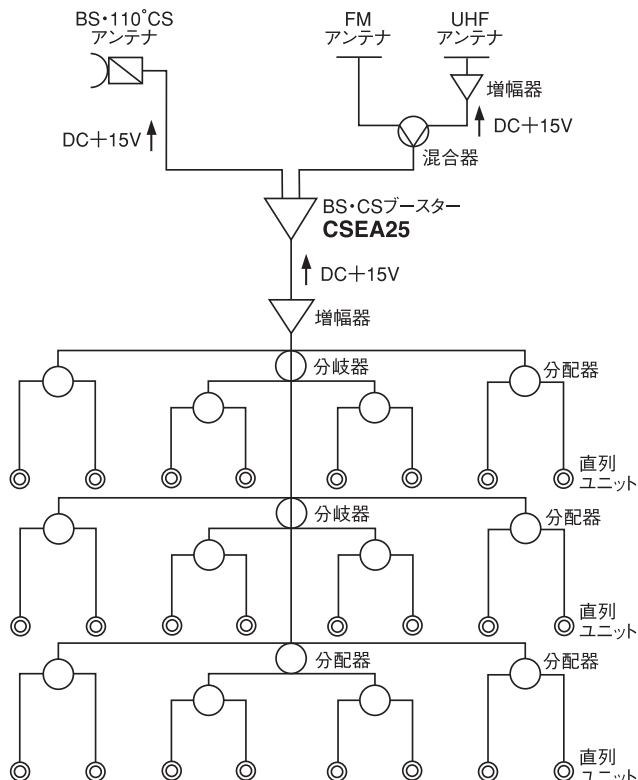 BS・110°CS
アンテナ
FM
アンテナ
UHF
アンテナ
増幅器
DC＋15V
DC＋15V
混合器
BS・CSブースター
CSEA25
DC＋15V
増幅器
分岐器
分配器
直列
ユニット
分岐器
分配器
直列
ユニット
分配器
分配器
直列
ユニット